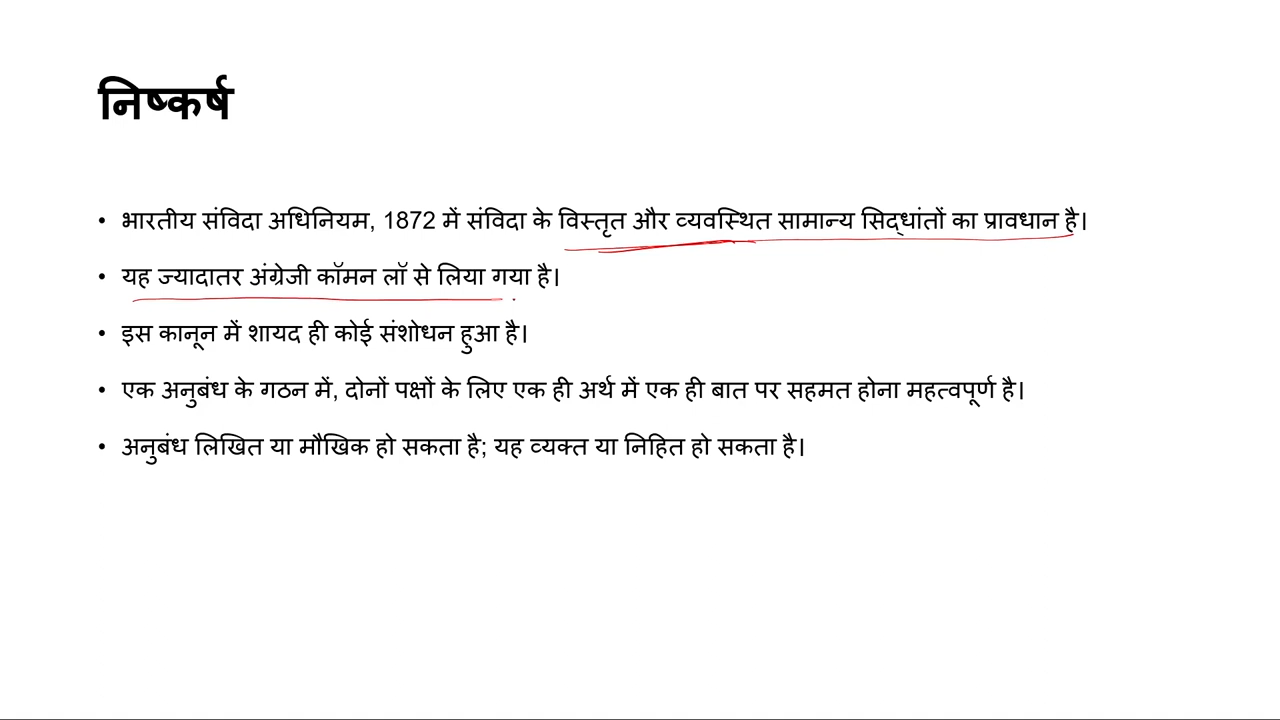 निष्कर्ष
• भारतीय संविदा अधिनियम, 1872 में संविदा के विस्तृत और व्यवस्थित सामान्य सिद्धांतों का प्रावधान है।
• यह ज्यादातर अंग्रेजी कॉमन लॉ से लिया गया है।
• इस कानून में शायद ही कोई संशोधन हुआ है।
• एक अनुबंध के गठन में, दोनों पक्षों के लिए एक ही अर्थ में एक ही बात पर सहमत होना महत्वपूर्ण है।
• अनुबंध लिखित या मौखिक हो सकता है; यह व्यक्त या निहित हो सकता है।